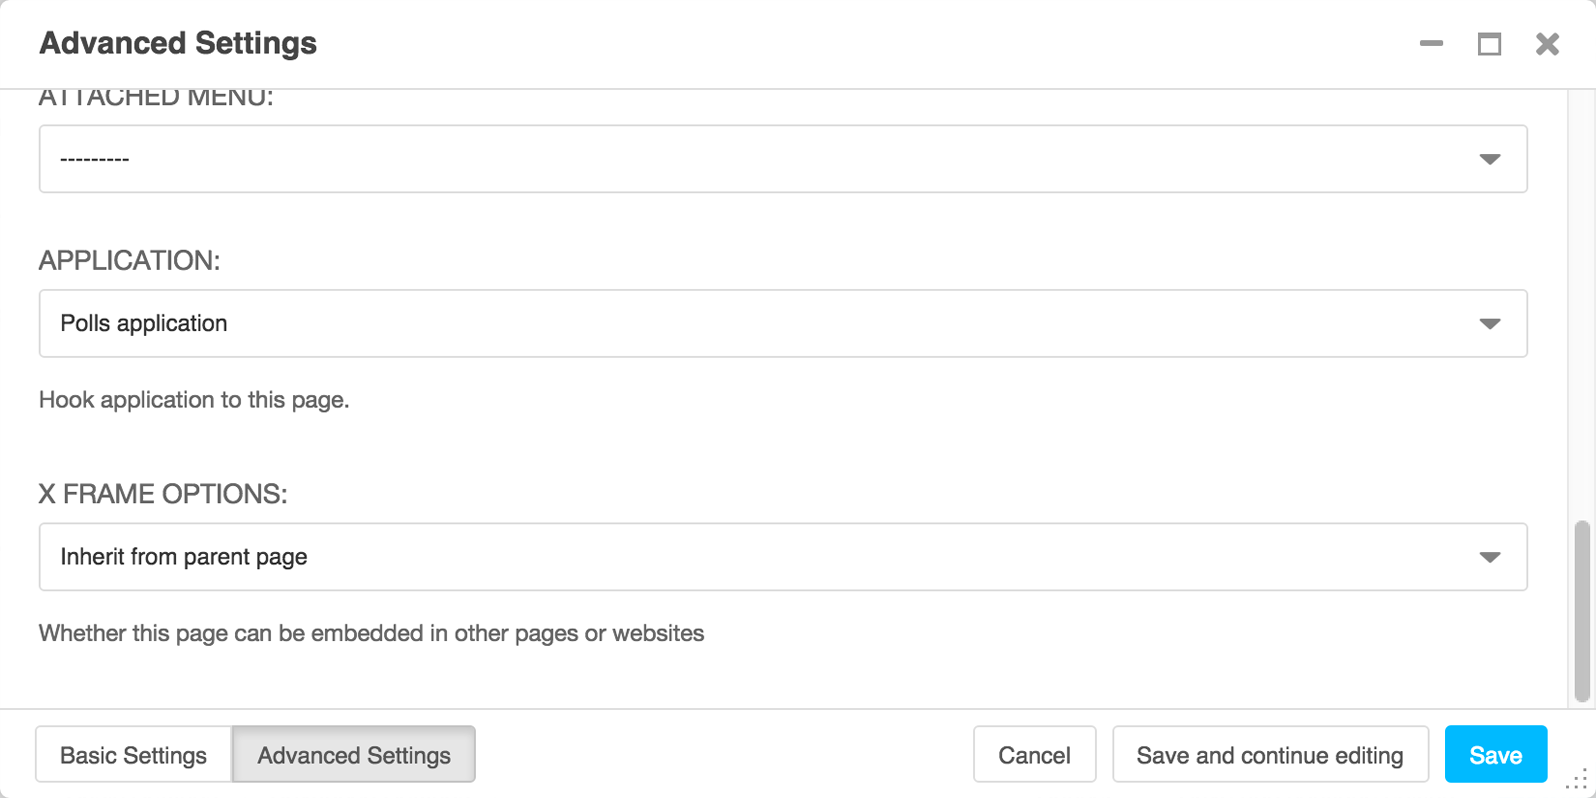 Advanced Settings
ATTACHED MENU:
---------
APPLICATION:
Polls application
Hook application to this page.
X FRAME OPTIONS:
Inherit from parent page
Whether this page can be embedded in other pages or websites
Basic Settings Advanced Settings Cancel Save and continue editing Save